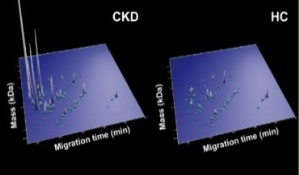 CKD
HC
Mass (kDa)
Migration time (min)
Mass (kDa)
Migration time (min)